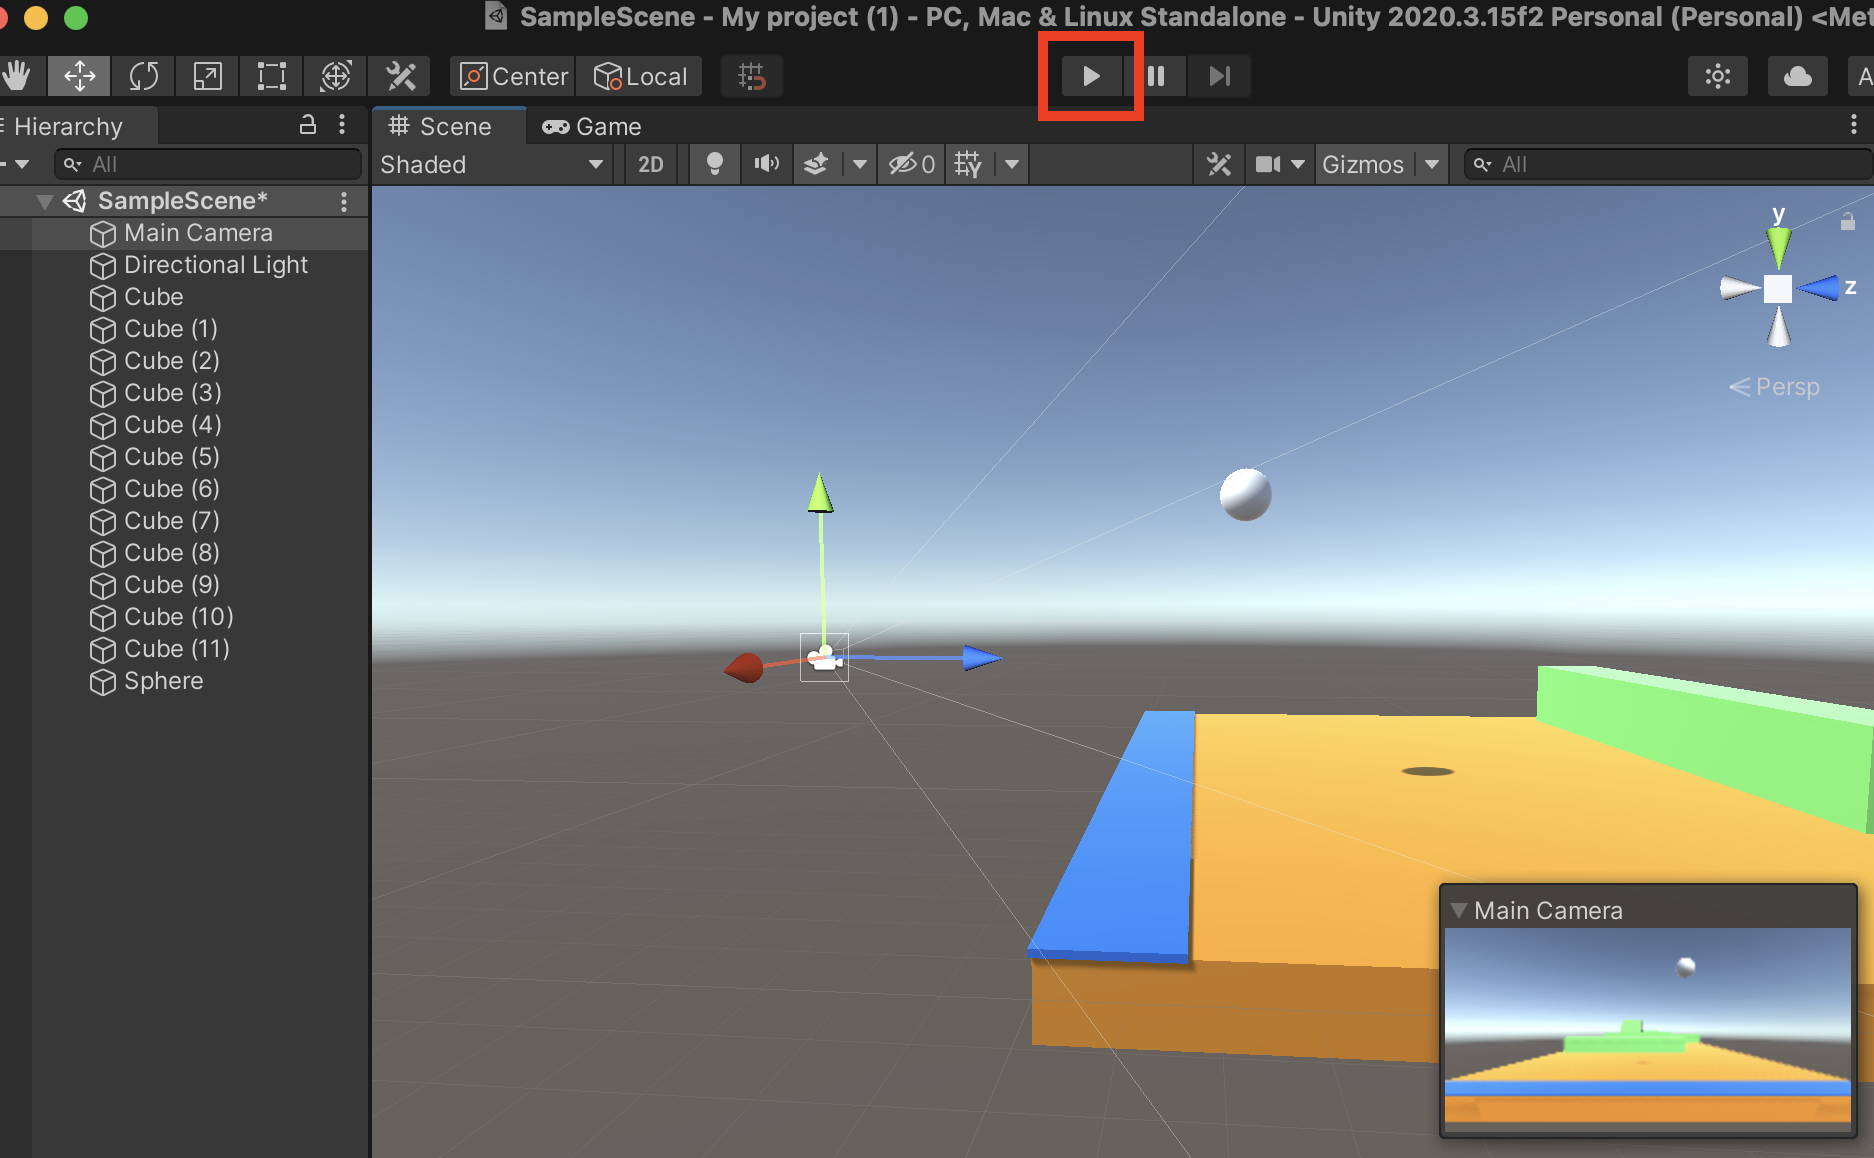 SampleScene - My project (1) - PC, Mac & Linux Standalone - Unity 2020.3.15f2 Personal (Personal) <Met
Center Local A
Hierarchy
Scene Game
All
Shaded 2D 0 Gizmos All
SampleScene*
Main Camera
Directional Light
Cube
Cube (1)
Cube (2)
Cube (3)
Cube (4)
Cube (5)
Cube (6)
Cube (7)
Cube (8)
Cube (9)
Cube (10)
Cube (11)
Sphere
y
z
Persp
Main Camera